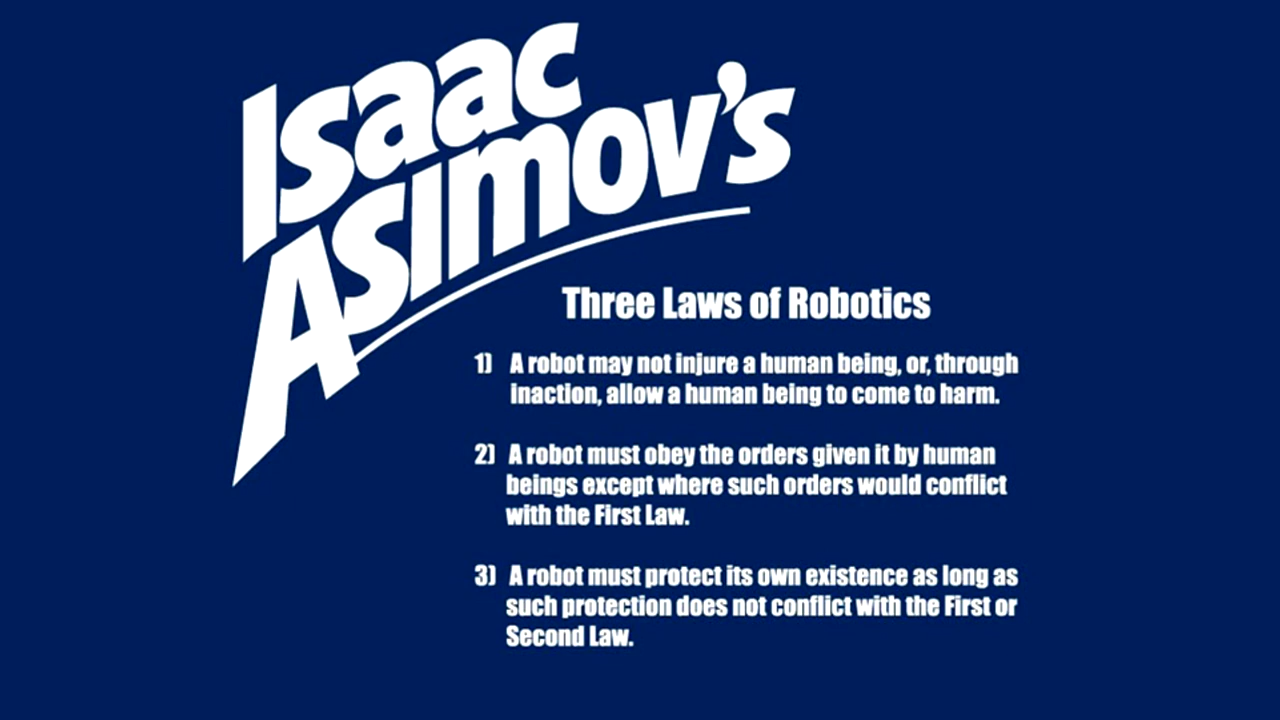 Isaac
Asimov's
Three Laws of Robotics
1) A robot may not injure a human being, or, through
inaction, allow a human being to come to harm.
2) A robot must obey the orders given it by human
beings except where such orders would conflict
with the First Law.
3) A robot must protect its own existence as long as
such protection does not conflict with the First or
Second Law.